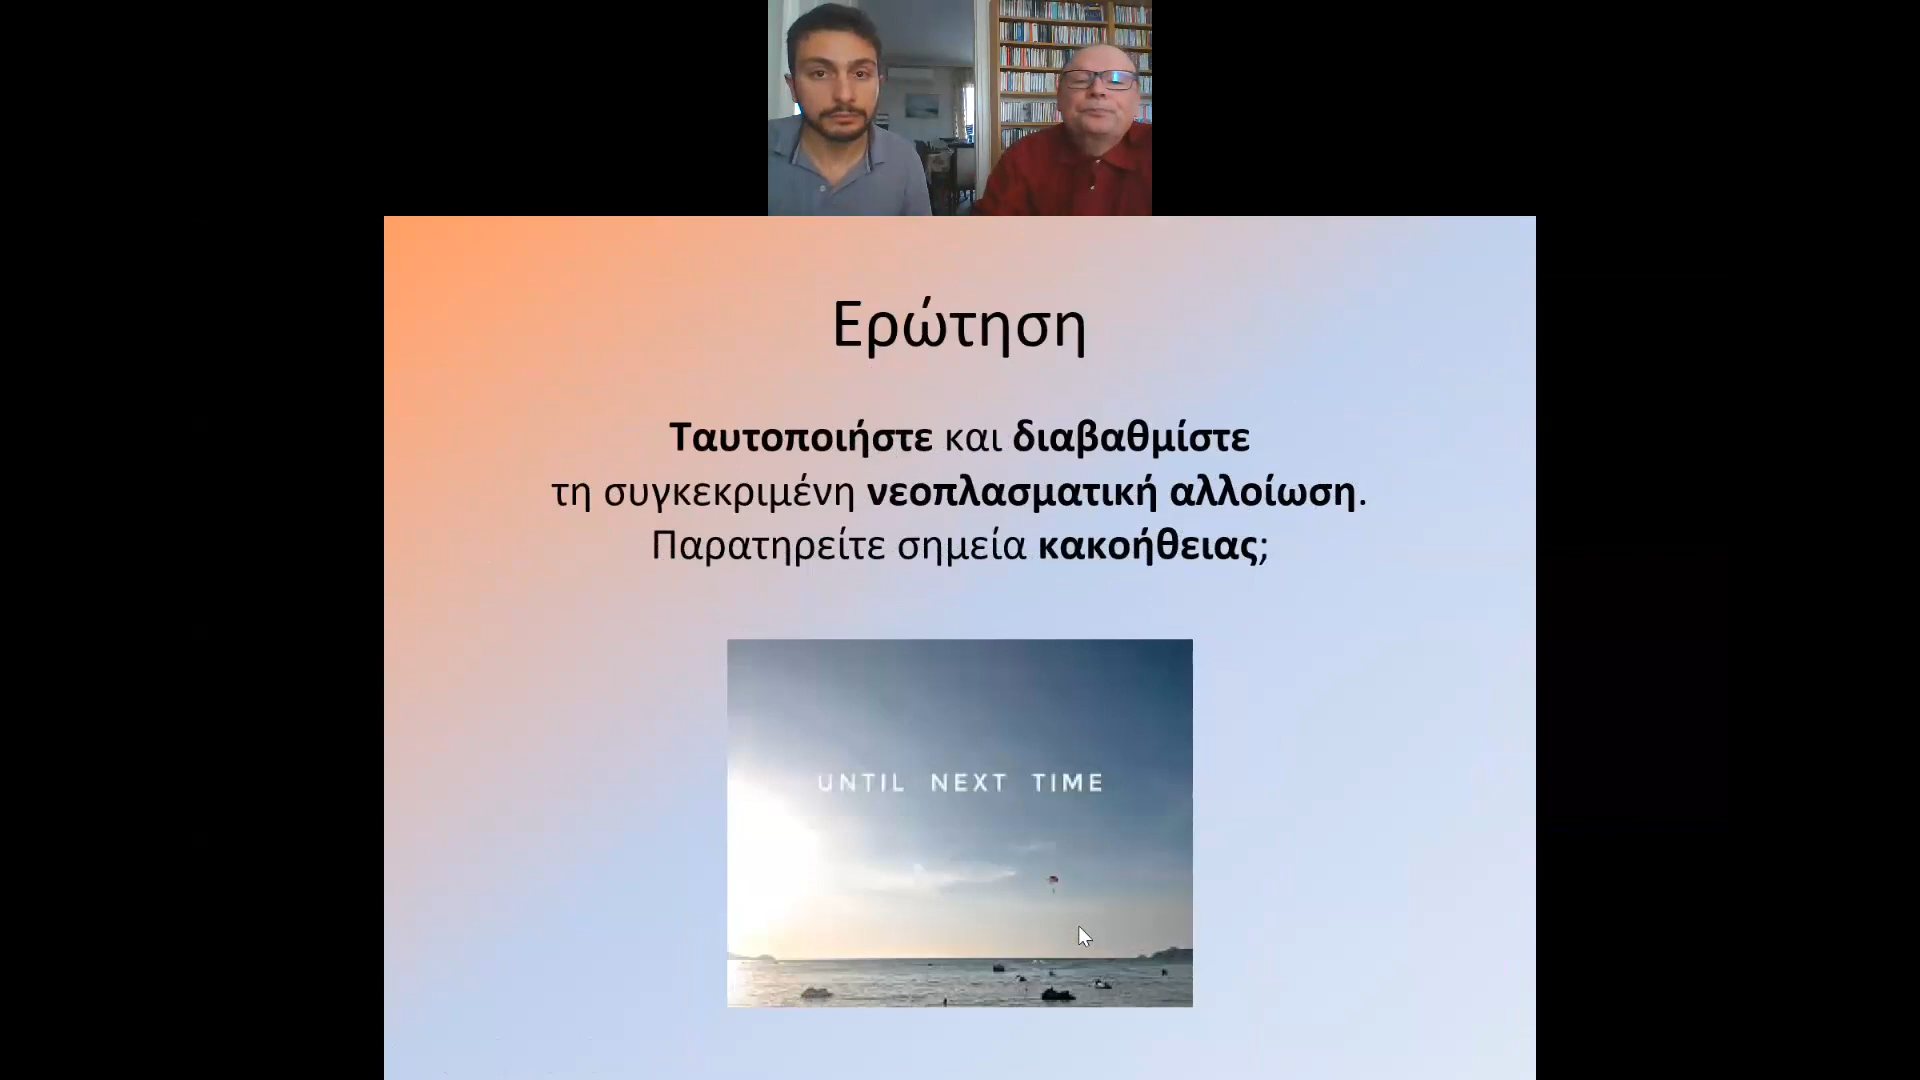 Ερώτηση
Ταυτοποιήστε και διαβαθμίστε
τη συγκεκριμένη νεοπλασματική αλλοίωση.
Παρατηρείτε σημεία κακοήθειας;
UNTIL NEXT TIME